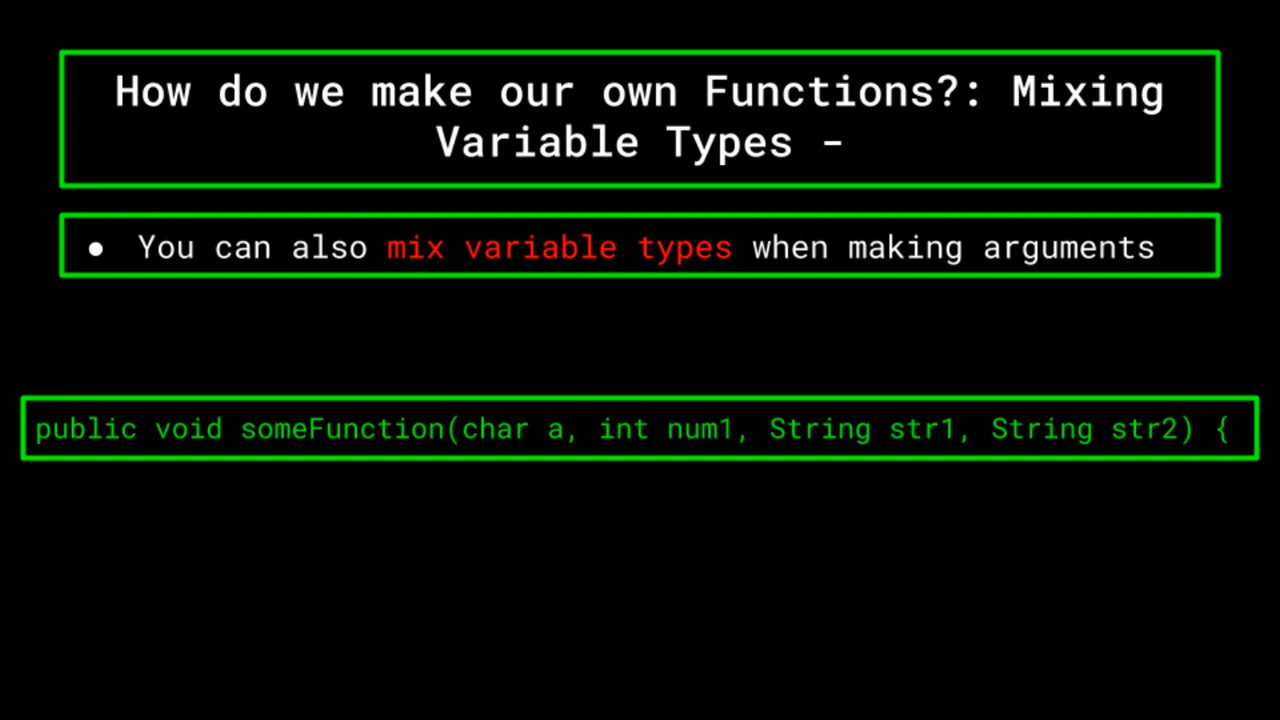 How do we make our own Functions?: Mixing
Variable Types -
● You can also mix variable types when making arguments
public void someFunction(char a, int num1, String str1, String str2) {